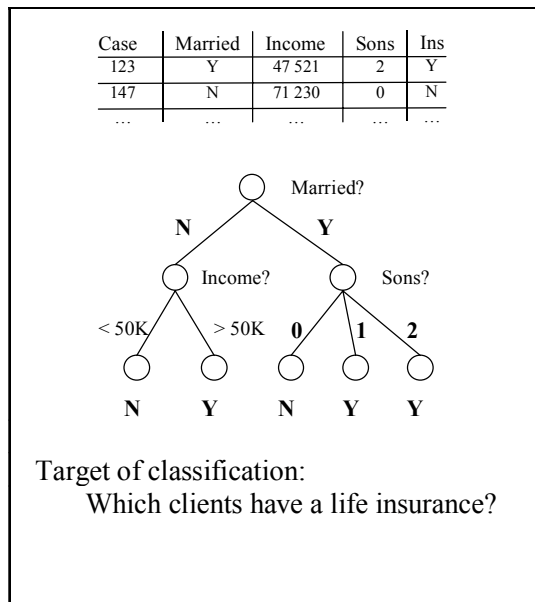 Case Married Income Sons Ins
123 Y 47 521 2 Y
147 N 71 230 0 N
… … … … …
Married?
N Y
Income? Sons?
< 50K > 50K 0 1 2
N Y N Y Y
Target of classification:
Which clients have a life insurance?